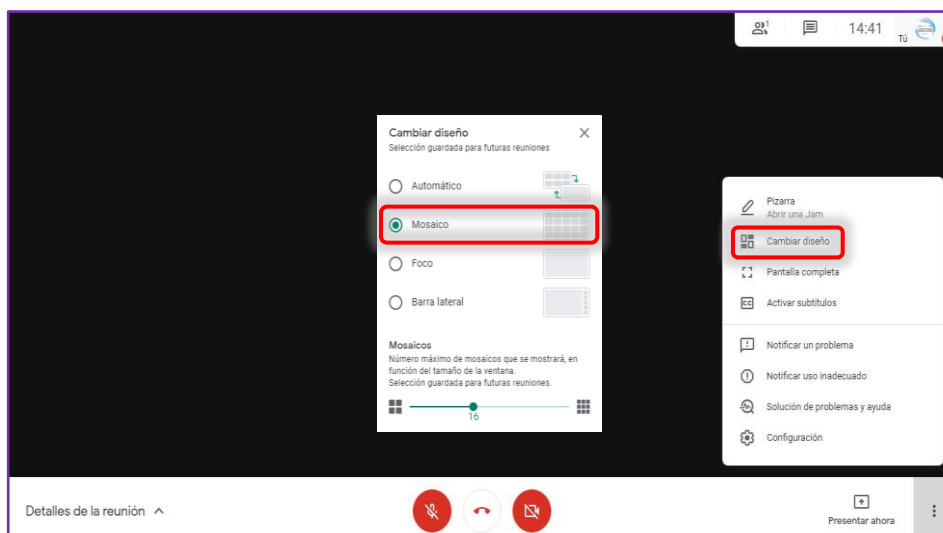 1
14:41
Tú
Cambiar diseño
Selección guardada para futuras reuniones
Automático
Mosaico
Foco
Barra lateral
Mosaicos
Número máximo de mosaicos que se mostrará, en
función del tamaño de la ventana.
Selección guardada para futuras reuniones.
16
Pizarra
Abrir una Jam
Cambiar diseño
Pantalla completa
CC
Activar subtítulos
Notificar un problema
Notificar uso inadecuado
Solución de problemas y ayuda
Configuración
Detalles de la reunión
Presentar ahora